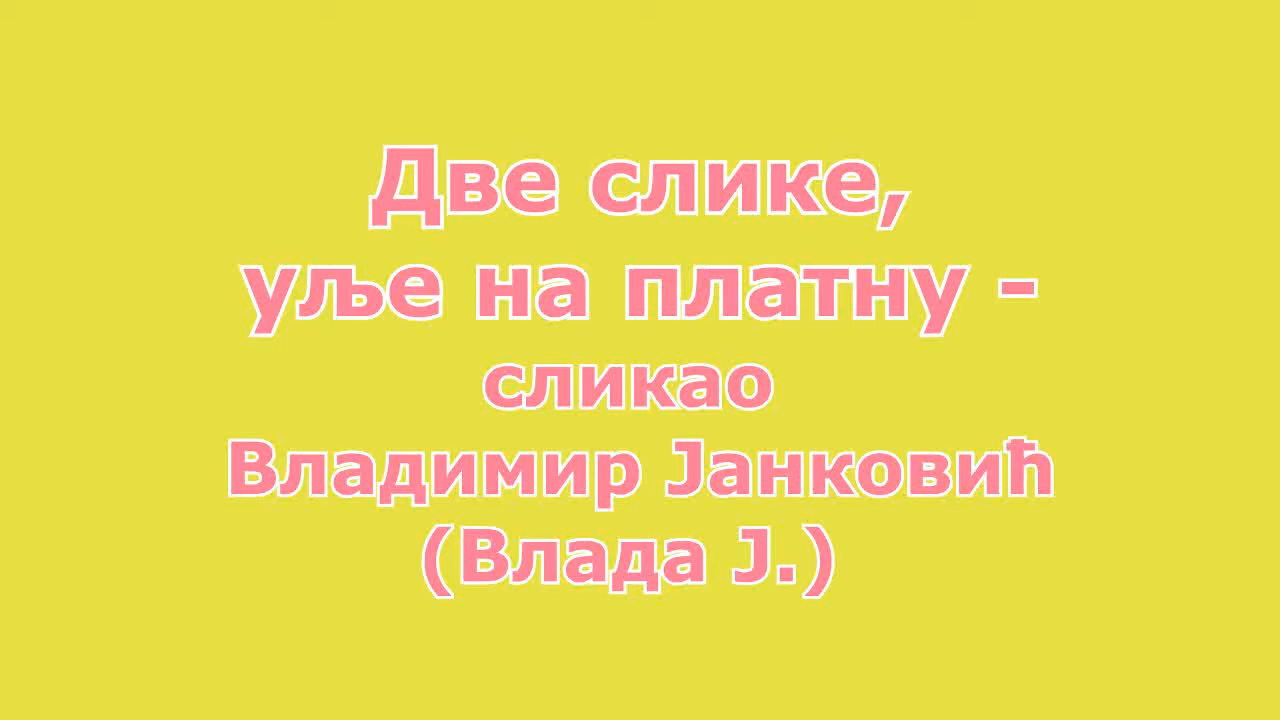 Две слике,
уље на платну -
сликао
Владимир Јанковић
(Влада Ј.)